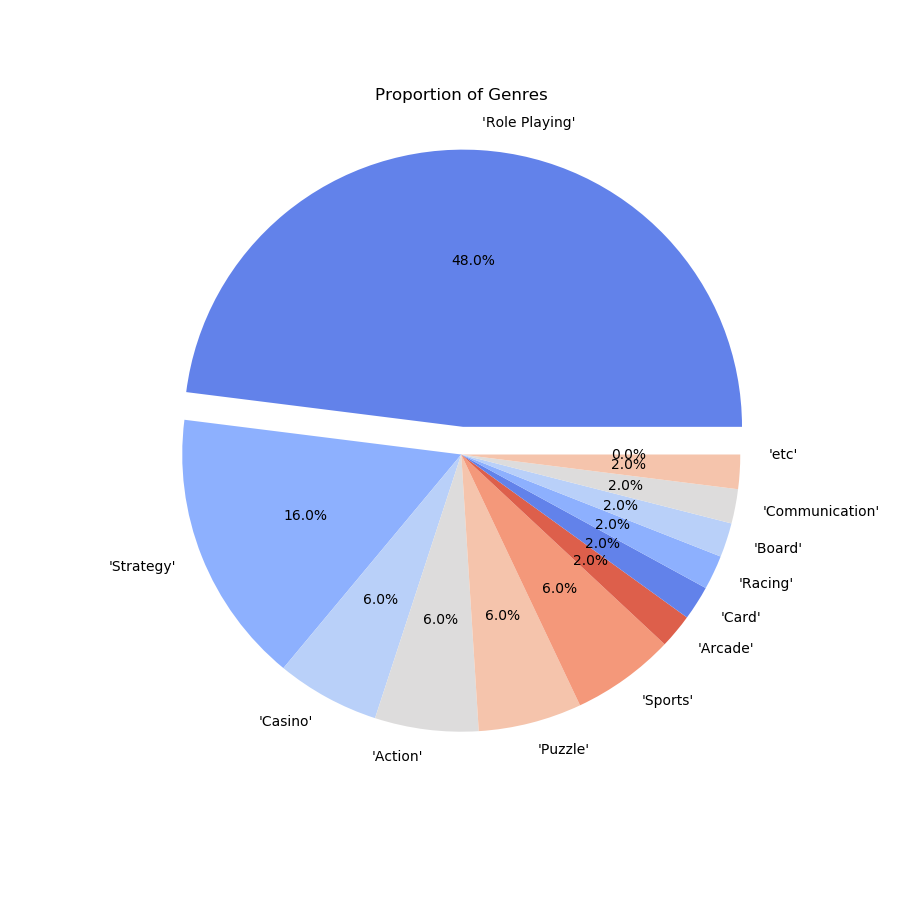 Proportion of Genres
'Role Playing'
48.0%
0.0%
'etc'
2.0%
2.0%
'Communication'
16.0%
2.0%
2.0%
'Board'
2.0%
2.0%
'Strategy'
'Racing'
6.0%
6.0%
6.0%
6.0%
'Card'
'Arcade'
'Sports'
'Casino'
'Puzzle'
'Action'